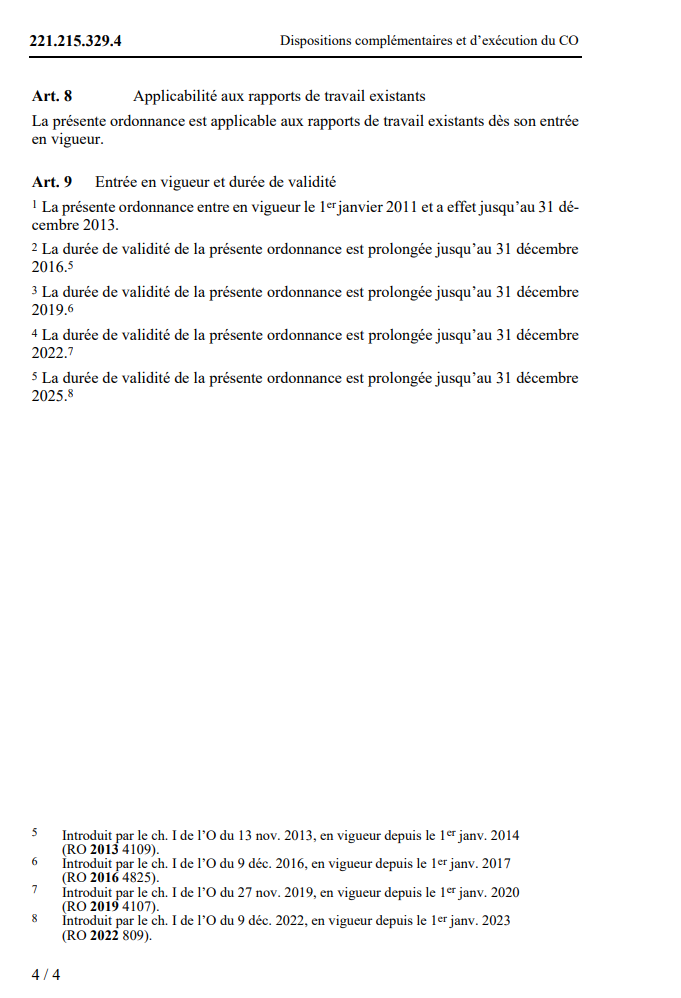 221.215.329.4 Dispositions complémentaires et d’exécution du CO
Art. 8 Applicabilité aux rapports de travail existants
La présente ordonnance est applicable aux rapports de travail existants dès son entrée
en vigueur.
Art. 9 Entrée en vigueur et durée de validité
1 La présente ordonnance entre en vigueur le 1er janvier 2011 et a effet jusqu’au 31 dé-
cembre 2013.
2 La durée de validité de la présente ordonnance est prolongée jusqu’au 31 décembre
2016.5
3 La durée de validité de la présente ordonnance est prolongée jusqu’au 31 décembre
2019.6
4 La durée de validité de la présente ordonnance est prolongée jusqu’au 31 décembre
2022.7
5 La durée de validité de la présente ordonnance est prolongée jusqu’au 31 décembre
2025.8
5 Introduit par le ch. I de l’O du 13 nov. 2013, en vigueur depuis le 1er janv. 2014
(RO 2013 4109).
6 Introduit par le ch. I de l’O du 9 déc. 2016, en vigueur depuis le 1er janv. 2017
(RO 2016 4825).
7 Introduit par le ch. I de l’O du 27 nov. 2019, en vigueur depuis le 1er janv. 2020
(RO 2019 4107).
8 Introduit par le ch. I de l’O du 9 déc. 2022, en vigueur depuis le 1er janv. 2023
(RO 2022 809).
4 / 4